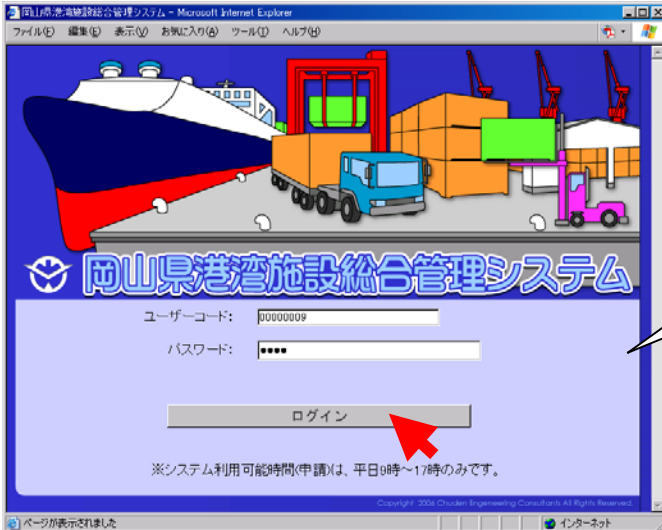 岡山県港湾施設総合管理システム - Microsoft Internet Explorer
ファイル(F) 編集(E) 表示(V) お気に入り(A) ツール(T) ヘルプ(H)
岡山県港湾施設総合管理システム
ユーザーコード: 00000009
パスワード: ●●●●
ログイン
※システム利用可能時間(申請)は、平日9時～17時のみです。
Copyright 2006 Chuden Engeneering Consultants All Rights Reserved.
ページが表示されました
インターネット